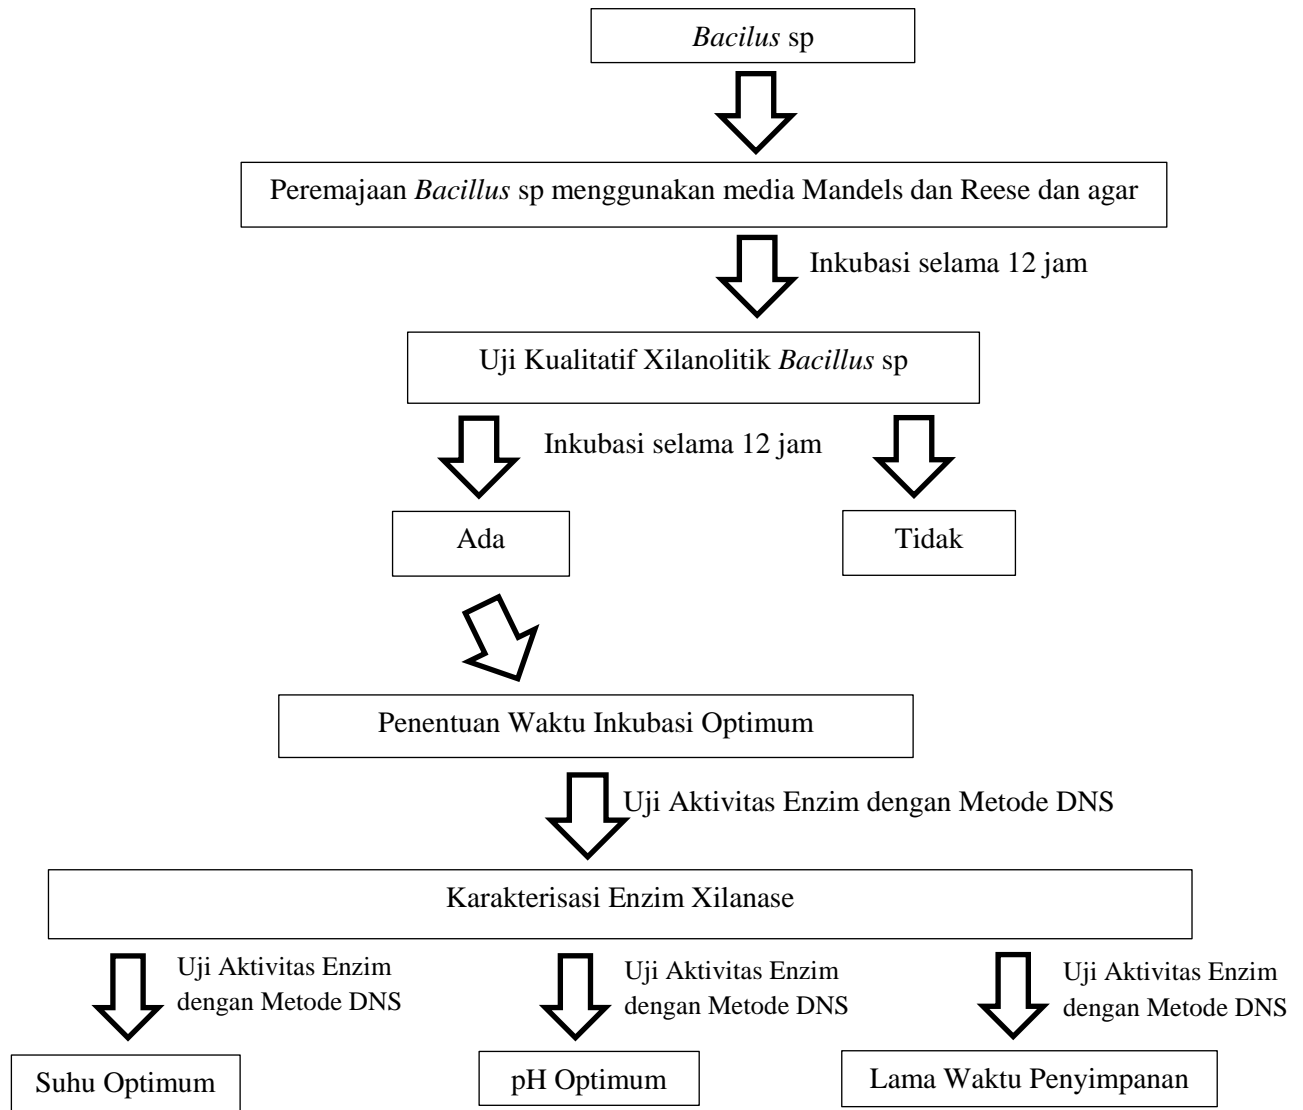 Bacilus sp
Peremajaan Bacillus sp menggunakan media Mandels dan Reese dan agar
Inkubasi selama 12 jam
Uji Kualitatif Xilanolitik Bacillus sp
Inkubasi selama 12 jam
Ada
Tidak
Penentuan Waktu Inkubasi Optimum
Uji Aktivitas Enzim dengan Metode DNS
Karakterisasi Enzim Xilanase
Uji Aktivitas Enzim
dengan Metode DNS
Uji Aktivitas Enzim
dengan Metode DNS
Uji Aktivitas Enzim
dengan Metode DNS
Suhu Optimum
pH Optimum
Lama Waktu Penyimpanan